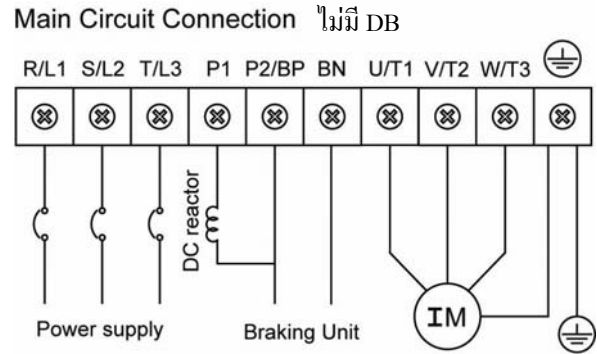 Main Circuit Connection ไม่มี DB
R/L1 S/L2 T/L3 P1 P2/BP BN U/T1 V/T2 W/T3
DC reactor
IM
Power supply
Braking Unit